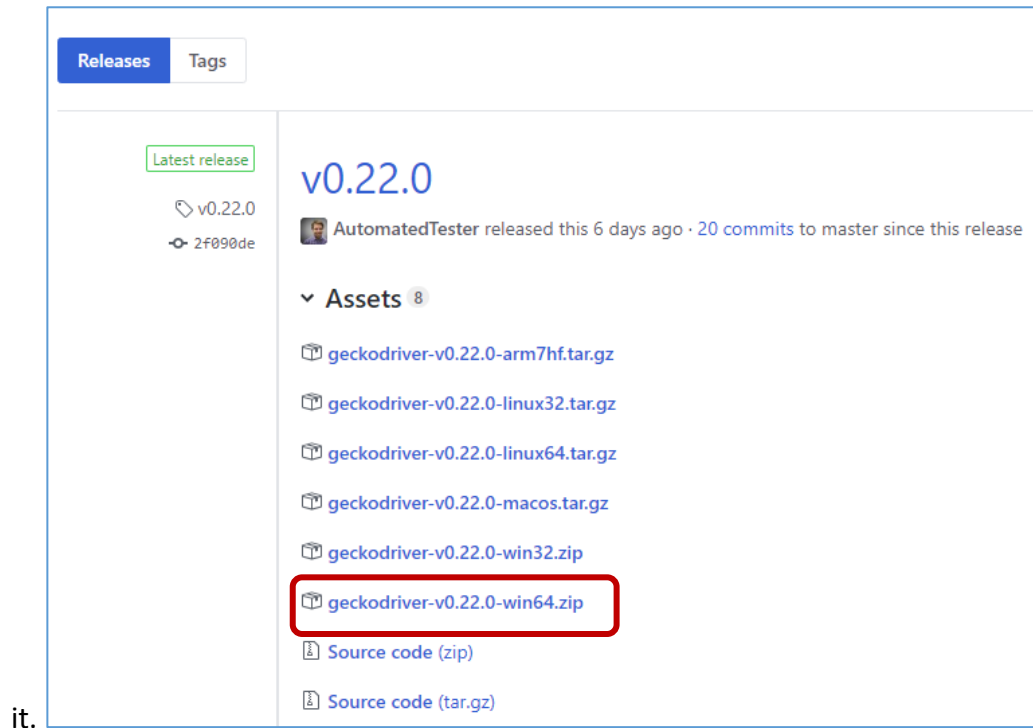 Releases Tags
Latest release
v0.22.0
2f090de
v0.22.0
AutomatedTester released this 6 days ago · 20 commits to master since this release
Assets 8
geckodriver-v0.22.0-arm7hf.tar.gz
geckodriver-v0.22.0-linux32.tar.gz
geckodriver-v0.22.0-linux64.tar.gz
geckodriver-v0.22.0-macos.tar.gz
geckodriver-v0.22.0-win32.zip
geckodriver-v0.22.0-win64.zip
Source code (zip)
Source code (tar.gz)
it.